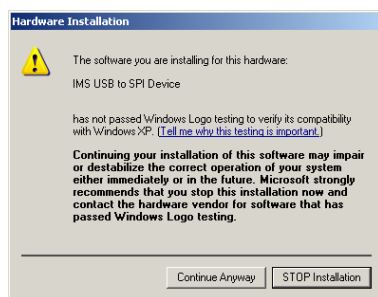 Hardware Installation
The software you are installing for this hardware:
IMS USB to SPI Device
has not passed Windows Logo testing to verify its compatibility
with Windows XP. (Tell me why this testing is important.)
Continuing your installation of this software may impair
or destabilize the correct operation of your system
either immediately or in the future. Microsoft strongly
recommends that you stop this installation now and
contact the hardware vendor for software that has
passed Windows Logo testing.
Continue Anyway
STOP Installation